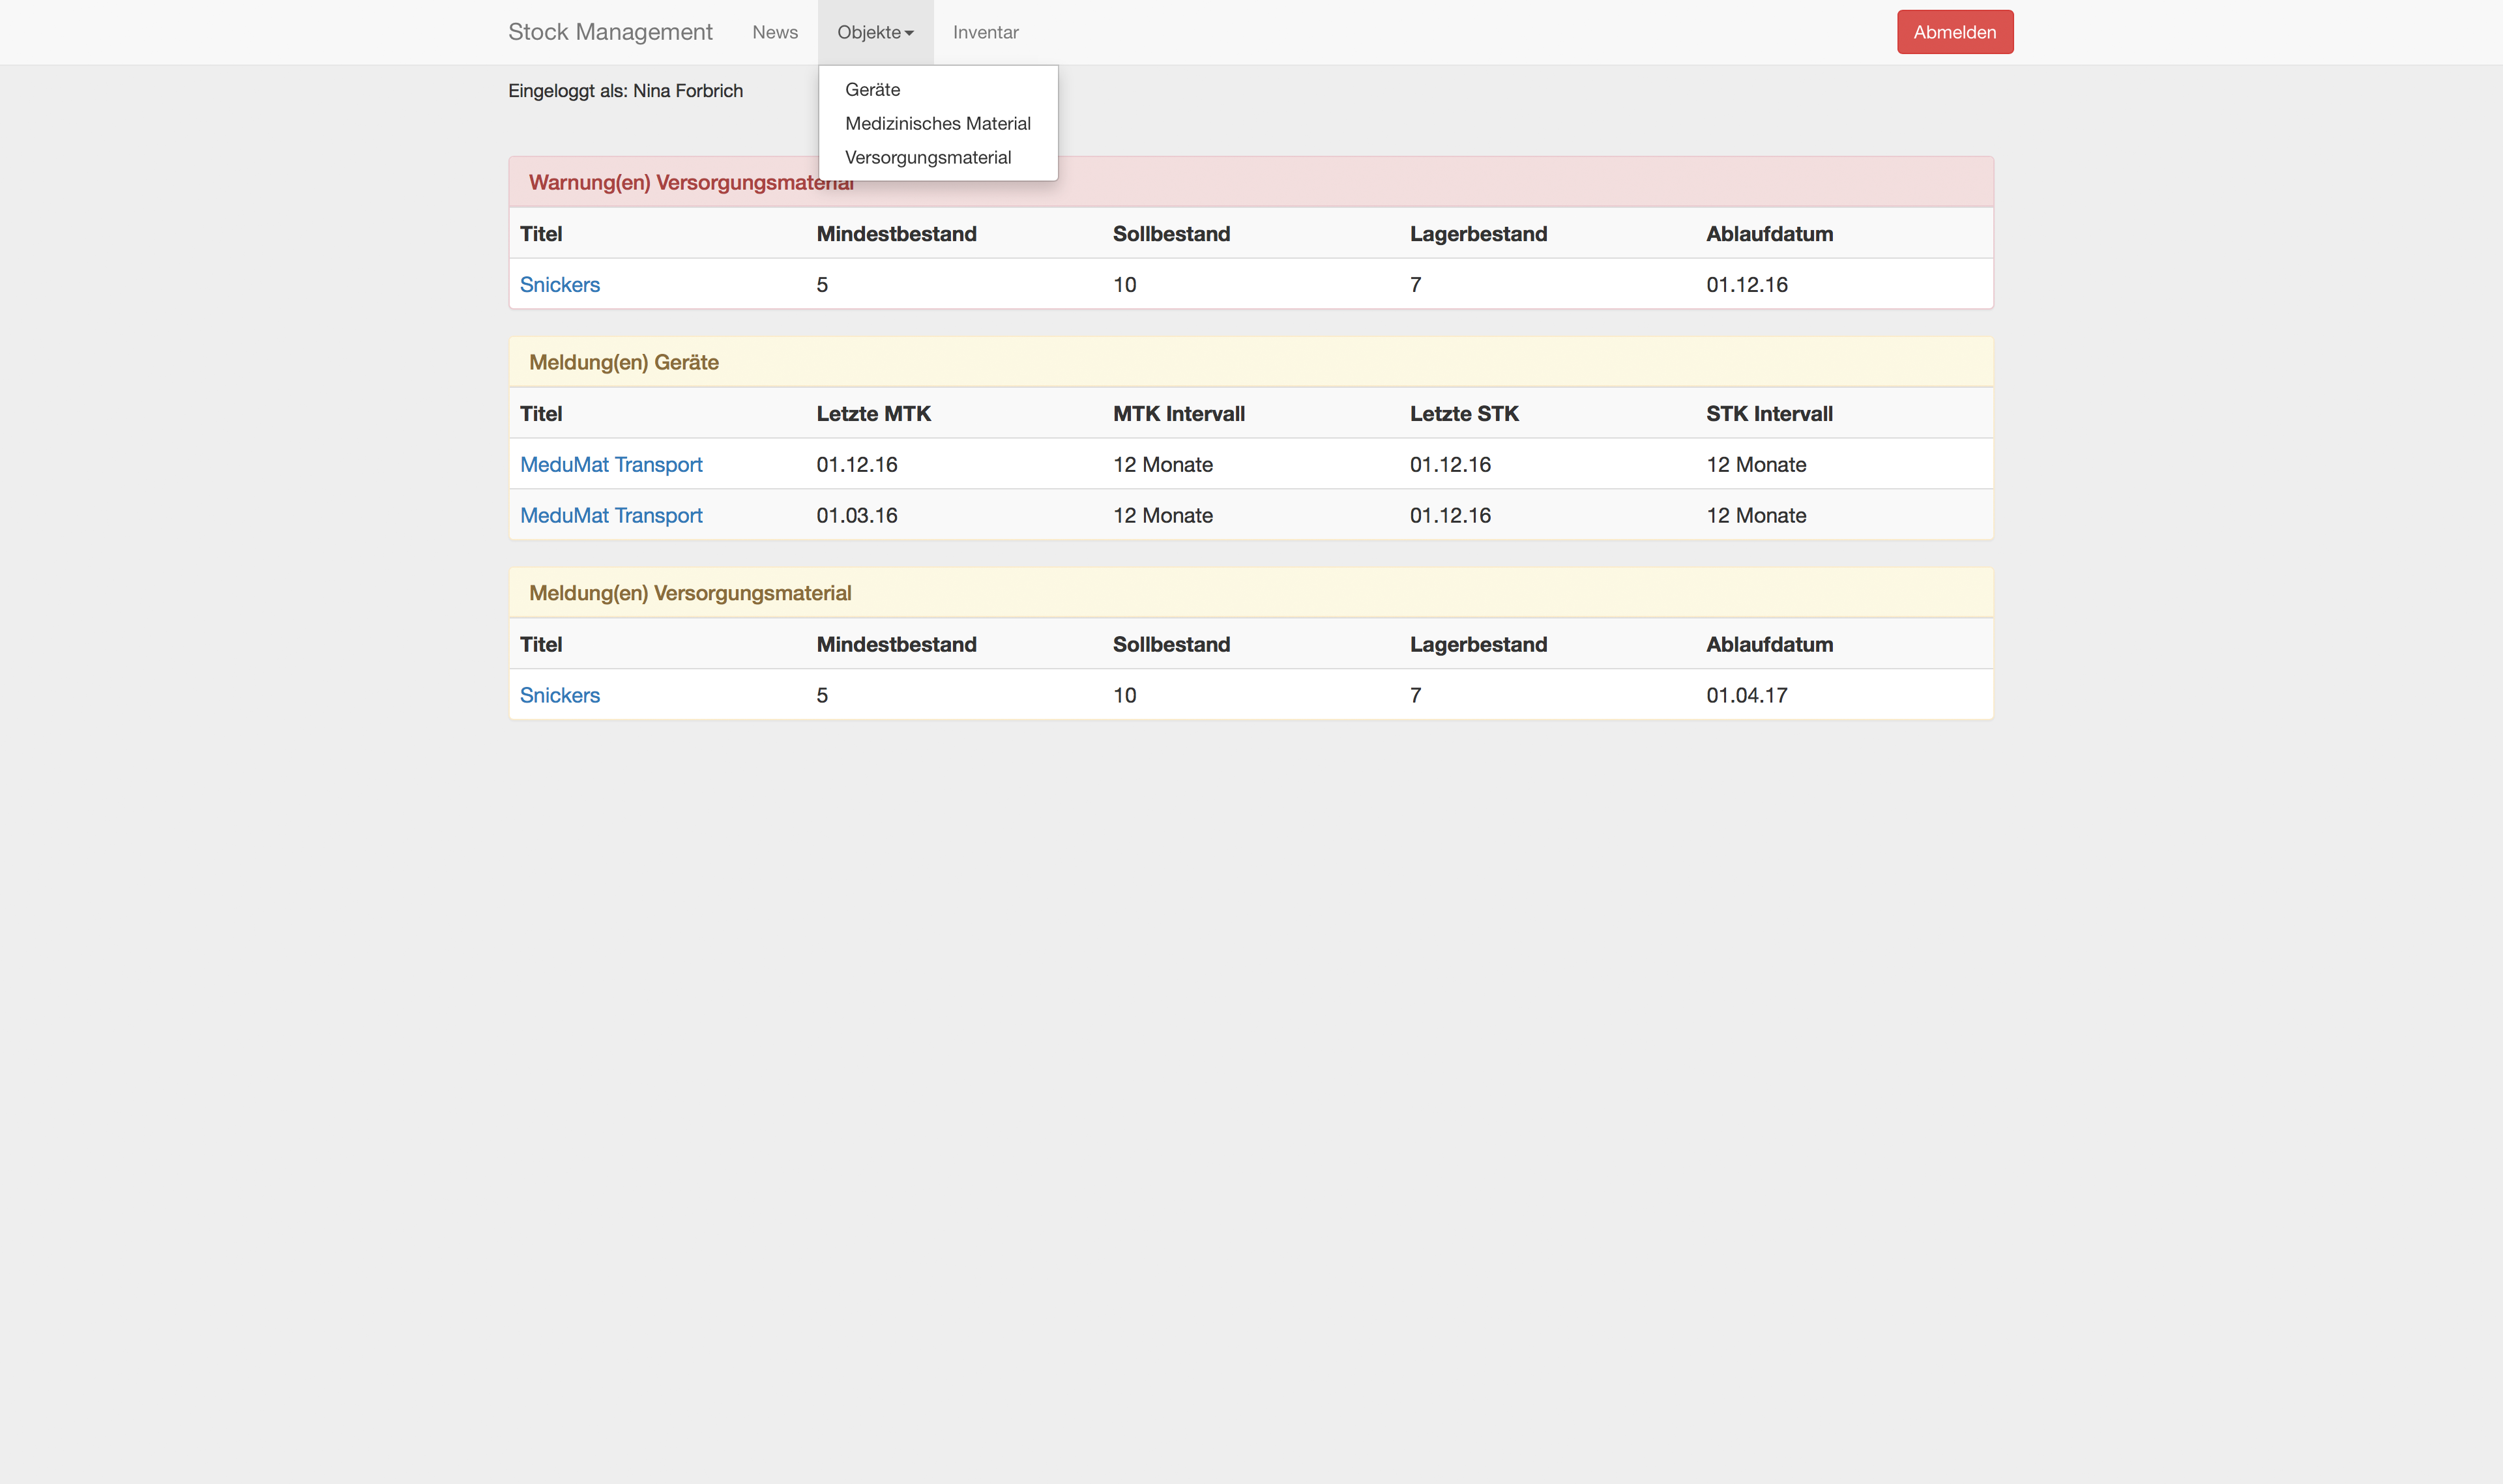 Stock Management News Objekte Inventar Abmelden
Eingeloggt als: Nina Forbrich
Geräte
Medizinisches Material
Versorgungsmaterial
Warnung(en) Versorgungsmaterial
Titel Mindestbestand Sollbestand Lagerbestand Ablaufdatum
Snickers 5 10 7 01.12.16
Meldung(en) Geräte
Titel Letzte MTK MTK Intervall Letzte STK STK Intervall
MeduMat Transport 01.12.16 12 Monate 01.12.16 12 Monate
MeduMat Transport 01.03.16 12 Monate 01.12.16 12 Monate
Meldung(en) Versorgungsmaterial
Titel Mindestbestand Sollbestand Lagerbestand Ablaufdatum
Snickers 5 10 7 01.04.17